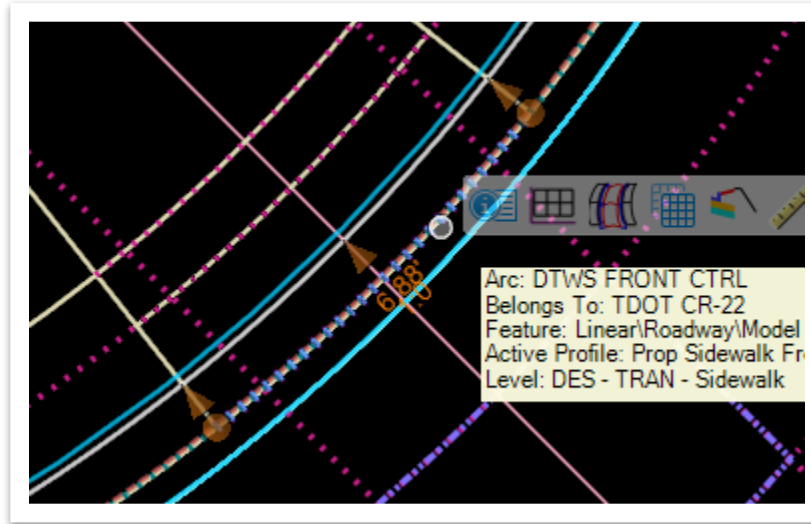 6.88'
Arc: DTWS FRONT CTRL
Belongs To: TDOT CR-22
Feature: Linear\Roadway\Model
Active Profile: Prop Sidewalk Fr
Level: DES - TRAN - Sidewalk